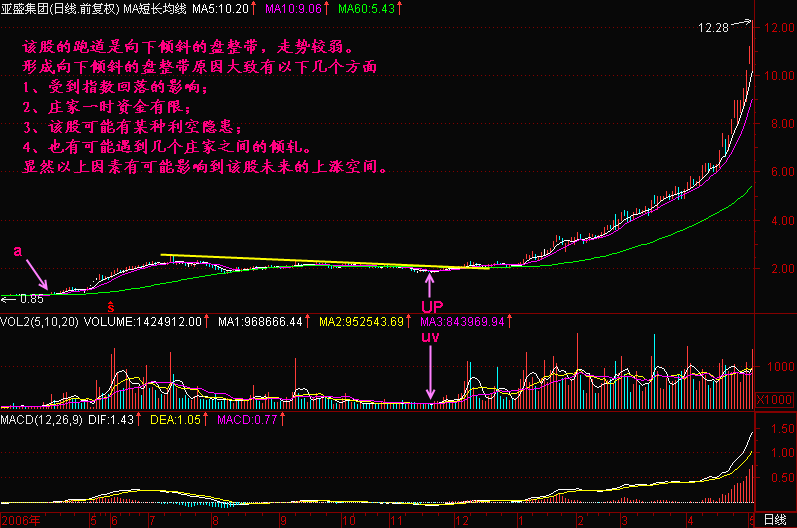 亚盛集团(日线.前复权) MA短长均线 MA5:10.20↑ MA10:9.06↑ MA60:5.43↑
12.28
12.00
该股的跑道是向下倾斜的盘整带，走势较弱。
形成向下倾斜的盘整带原因大致有以下几个方面
10.00
1、受到指数回落的影响；
2、庄家一时资金有限；
8.00
3、该股可能有某种利空隐患；
4、也有可能遇到几个庄家之间的倾轧。
显然以上因素有可能影响到该股未来的上涨空间。
6.00
4.00
a
2.00
0.85
ŝ
UP
VOL2(5,10,20) VOLUME:1424912.00↑ MA1:968666.44↑ MA2:952543.69↑ MA3:843969.94↑
uv
1000
X1000
MACD(12,26,9) DIF:1.43↑ DEA:1.05↑ MACD:0.77↑
1.50
1.00
0.50
2006年 5 6 7 8 9 10 11 12 1 2 3 4 5 日线